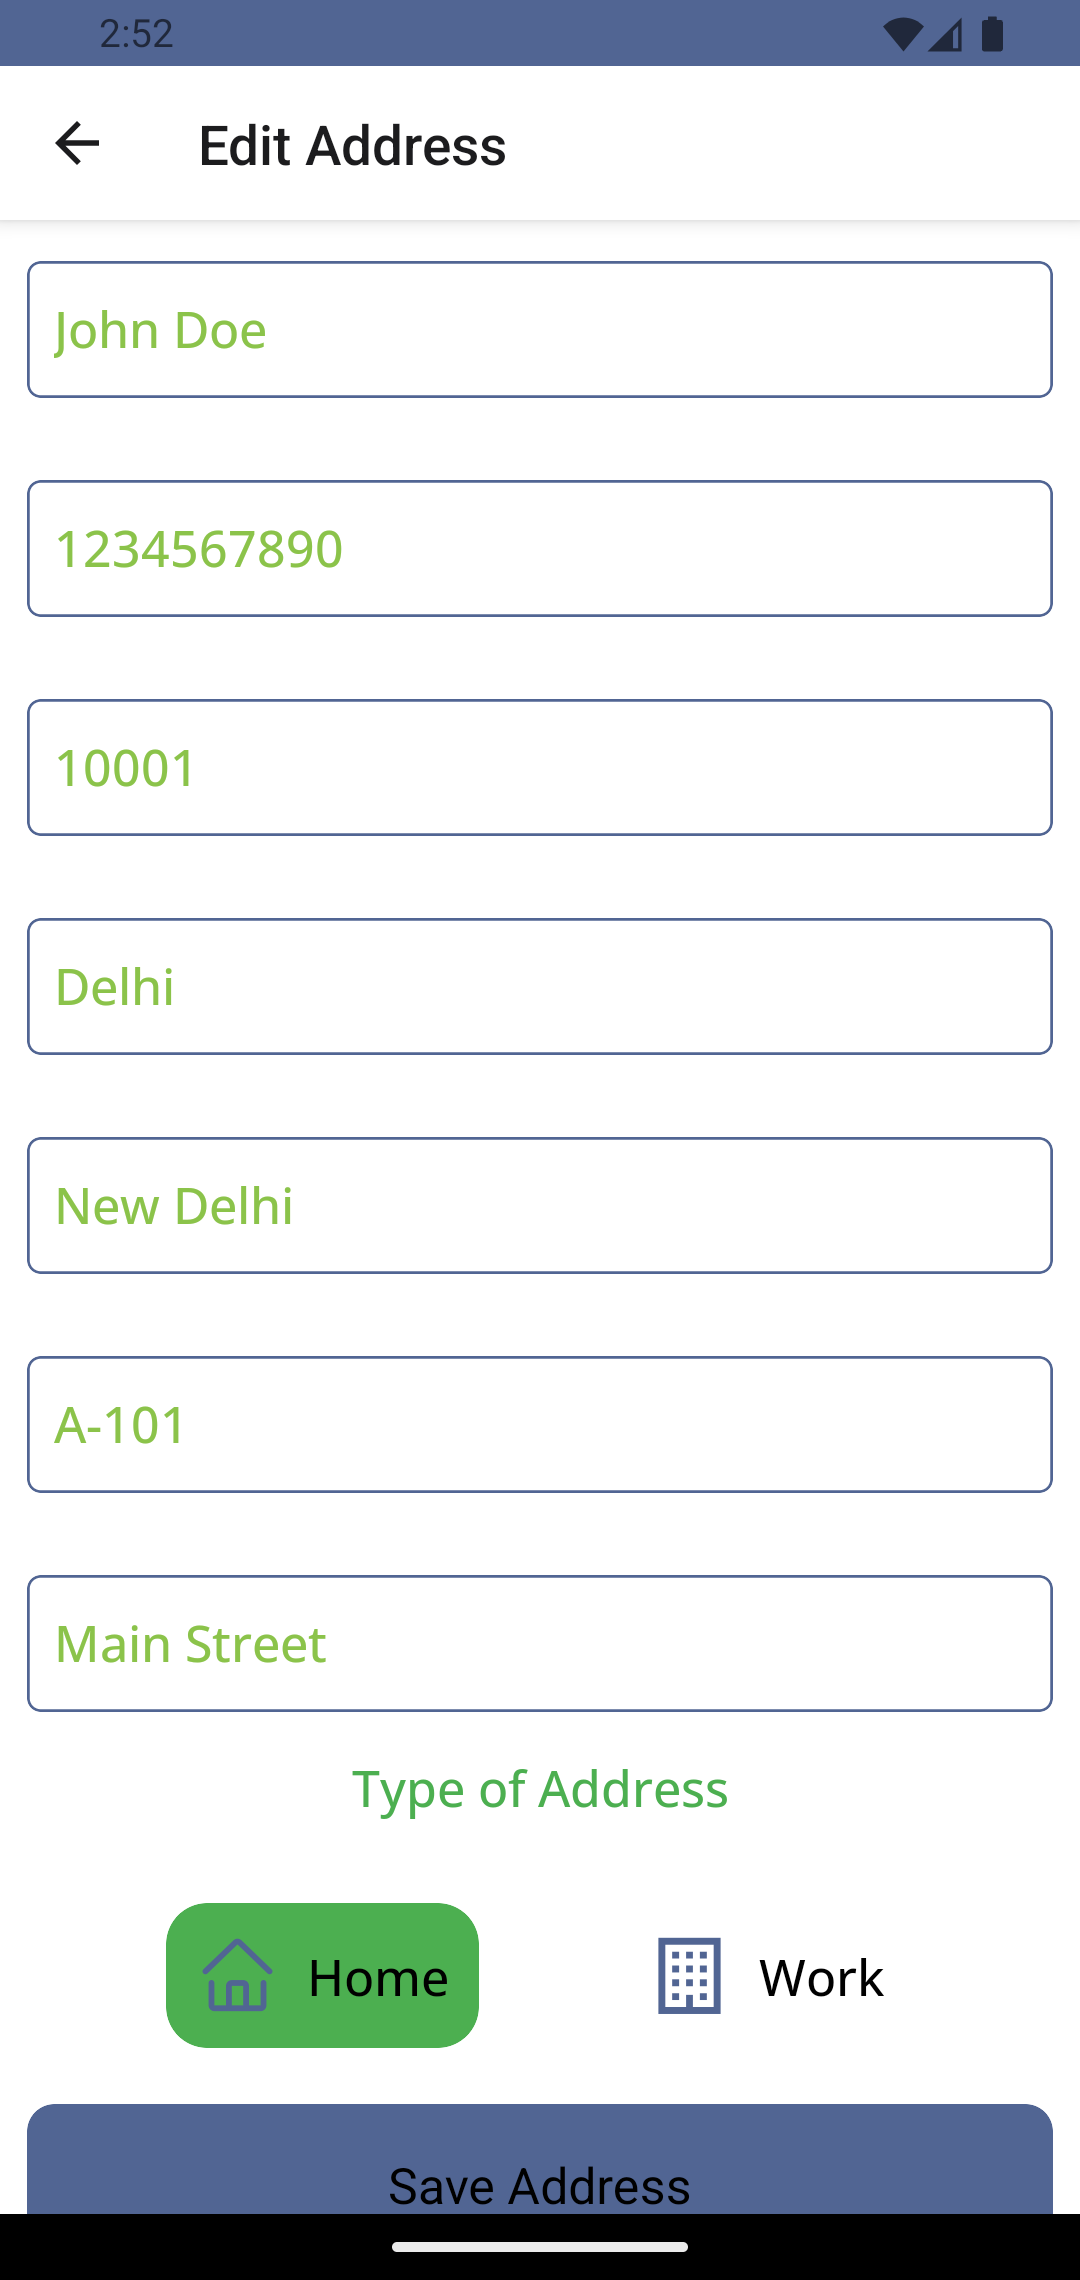 2:52
Edit Address
John Doe
1234567890
10001
Delhi
New Delhi
A-101
Main Street
Type of Address
Home
Work
Save Address